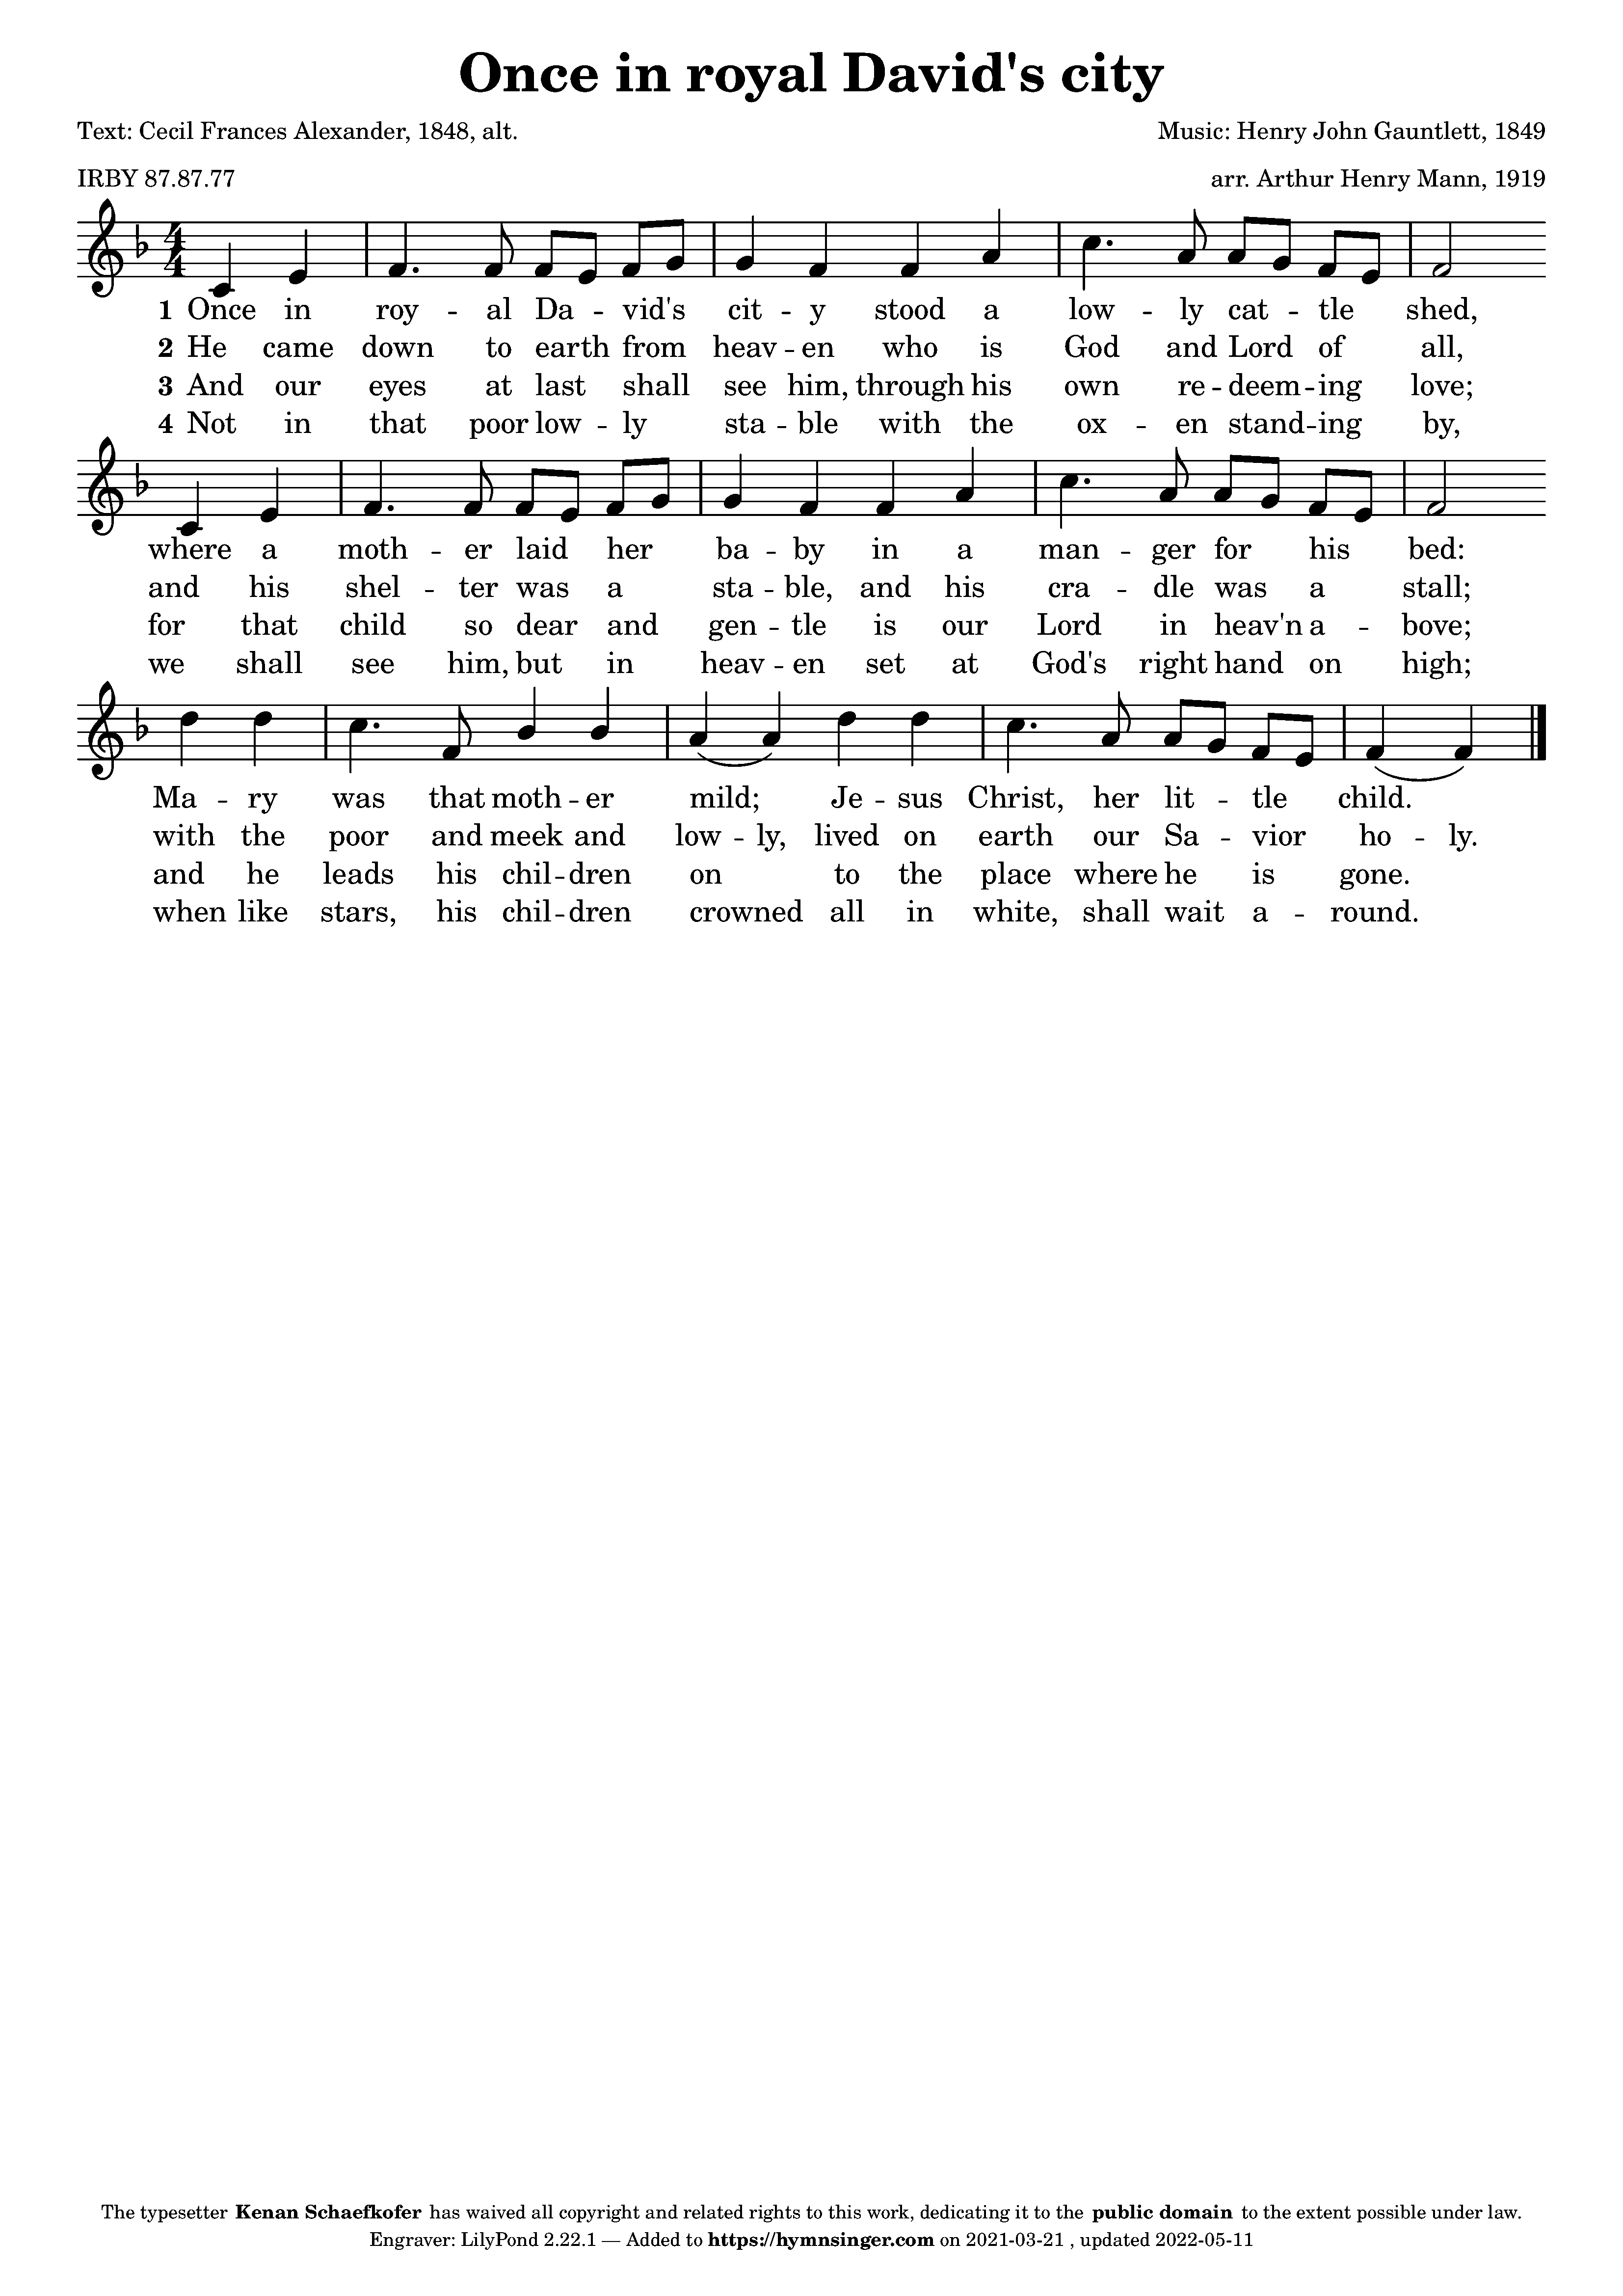 Once in royal David's city
Text: Cecil Frances Alexander, 1848, alt.
Music: Henry John Gauntlett, 1849
IRBY 87.87.77
arr. Arthur Henry Mann, 1919
4
4
1 Once in roy -- al Da -- vid's cit -- y stood a low -- ly cat -- tle shed,
2 He came down to earth from heav -- en who is God and Lord of all,
3 And our eyes at last shall see him, through his own re -- deem -- ing love;
4 Not in that poor low -- ly sta -- ble with the ox -- en stand -- ing by,
where a moth -- er laid her ba -- by in a man -- ger for his bed:
and his shel -- ter was a sta -- ble, and his cra -- dle was a stall;
for that child so dear and gen -- tle is our Lord in heav'n a -- bove;
we shall see him, but in heav -- en set at God's right hand on high;
Ma -- ry was that moth -- er mild; Je -- sus Christ, her lit -- tle child.
with the poor and meek and low -- ly, lived on earth our Sa -- vior ho -- ly.
and he leads his chil -- dren on to the place where he is gone.
when like stars, his chil -- dren crowned all in white, shall wait a -- round.
The typesetter Kenan Schaefkofer has waived all copyright and related rights to this work, dedicating it to the public domain to the extent possible under law.
Engraver: LilyPond 2.22.1 — Added to https://hymnsinger.com on 2021-03-21 , updated 2022-05-11